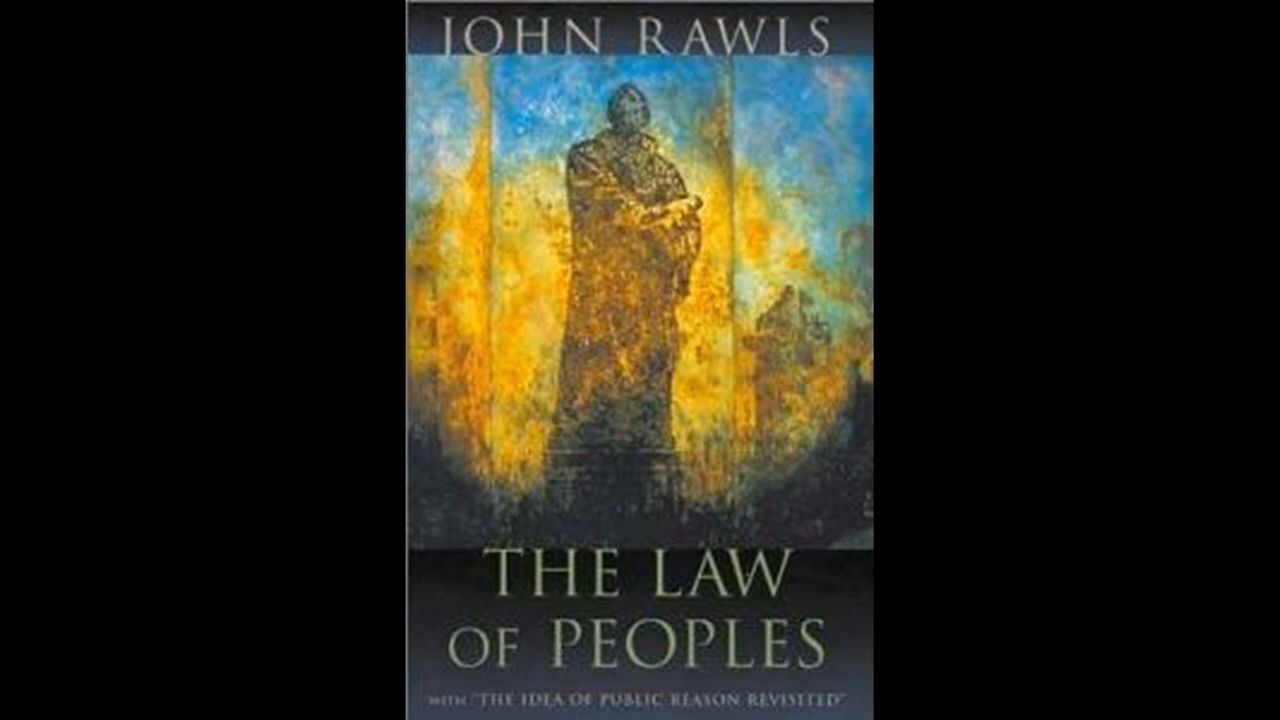 JOHN RAWLS
THE LAW
OF PEOPLES
WITH "THE IDEA OF PUBLIC REASON REVISITED"